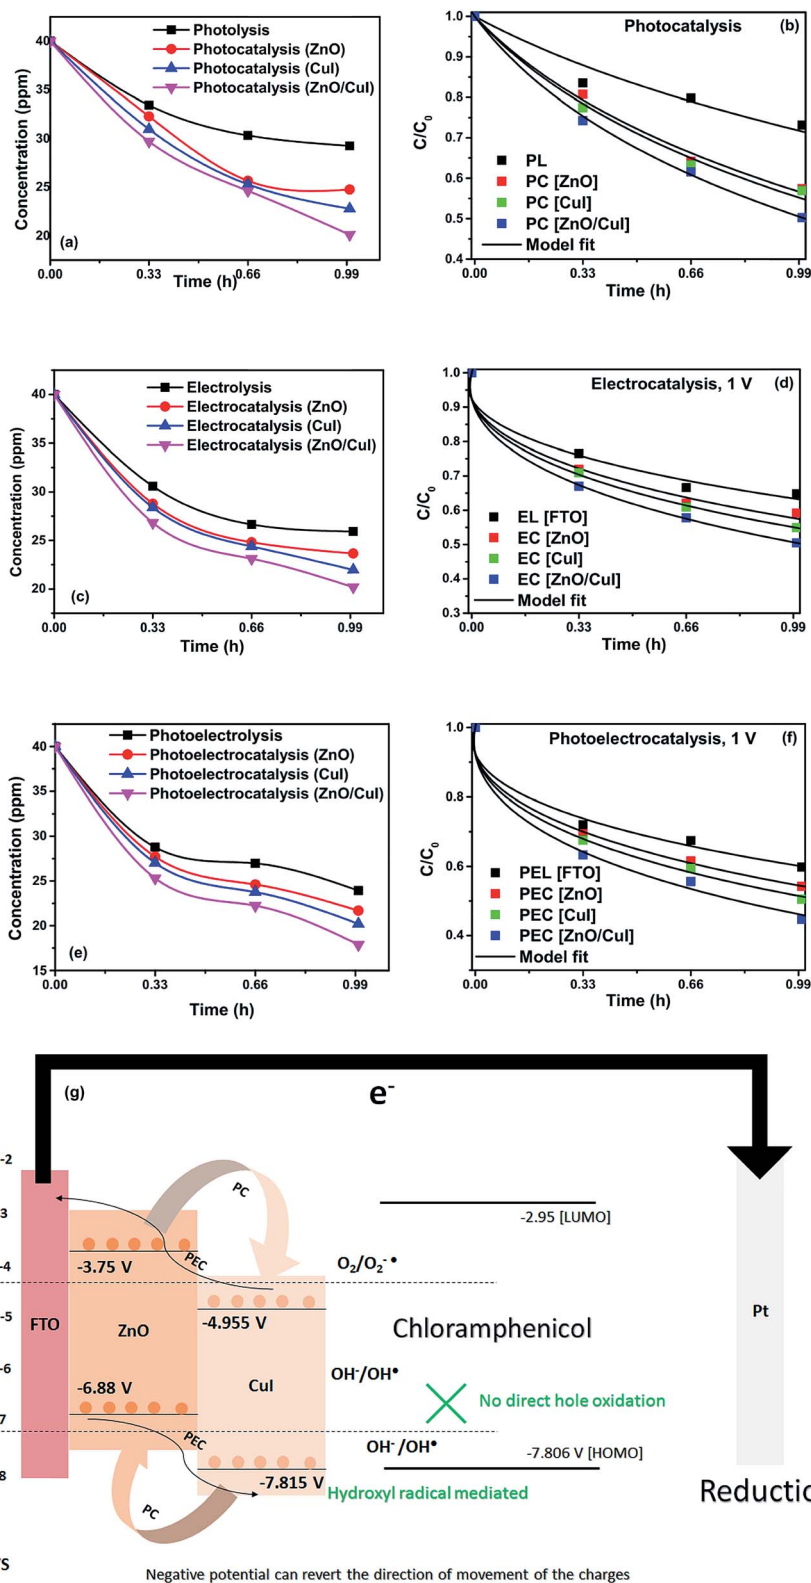 Concentration (ppm)
40
35
30
25
20
Photolysis
Photocatalysis (ZnO)
Photocatalysis (CuI)
Photocatalysis (ZnO/CuI)
(a)
0.00 0.33 0.66 0.99
Time (h)
C/C0
1.0
0.9
0.8
0.7
0.6
0.5
0.4
Photocatalysis (b)
PL
PC [ZnO]
PC [CuI]
PC [ZnO/CuI]
Model fit
0.00 0.33 0.66 0.99
Time (h)
Concentration (ppm)
40
35
30
25
20
Electrolysis
Electrocatalysis (ZnO)
Electrocatalysis (CuI)
Electrocatalysis (ZnO/CuI)
(c)
0.00 0.33 0.66 0.99
Time (h)
C/C0
1.0
0.9
0.8
0.7
0.6
0.5
0.4
0.3
Electrocatalysis, 1 V (d)
EL [FTO]
EC [ZnO]
EC [CuI]
EC [ZnO/CuI]
Model fit
0.00 0.33 0.66 0.99
Time (h)
Concentration (ppm)
40
35
30
25
20
15
Photoelectrolysis
Photoelectrocatalysis (ZnO)
Photoelectrocatalysis (CuI)
Photoelectrocatalysis (ZnO/CuI)
(e)
0.00 0.33 0.66 0.99
Time (h)
C/C0
1.0
0.8
0.6
0.4
Photoelectrocatalysis, 1 V (f)
PEL [FTO]
PEC [ZnO]
PEC [CuI]
PEC [ZnO/CuI]
Model fit
0.00 0.33 0.66 0.99
Time (h)
(g)
e-
-2
-3
-4
-5
-6
-7
-8
PC
-2.95 [LUMO]
PEC
O2/O2-•
-3.75 V
FTO
ZnO
-4.955 V
Chloramphenicol
Pt
CuI
OH-/OH•
-6.88 V
No direct hole oxidation
PEC
OH-/OH•
-7.806 V [HOMO]
-7.815 V
Hydroxyl radical mediated
PC
Reductio
VS
Negative potential can revert the direction of movement of the charges